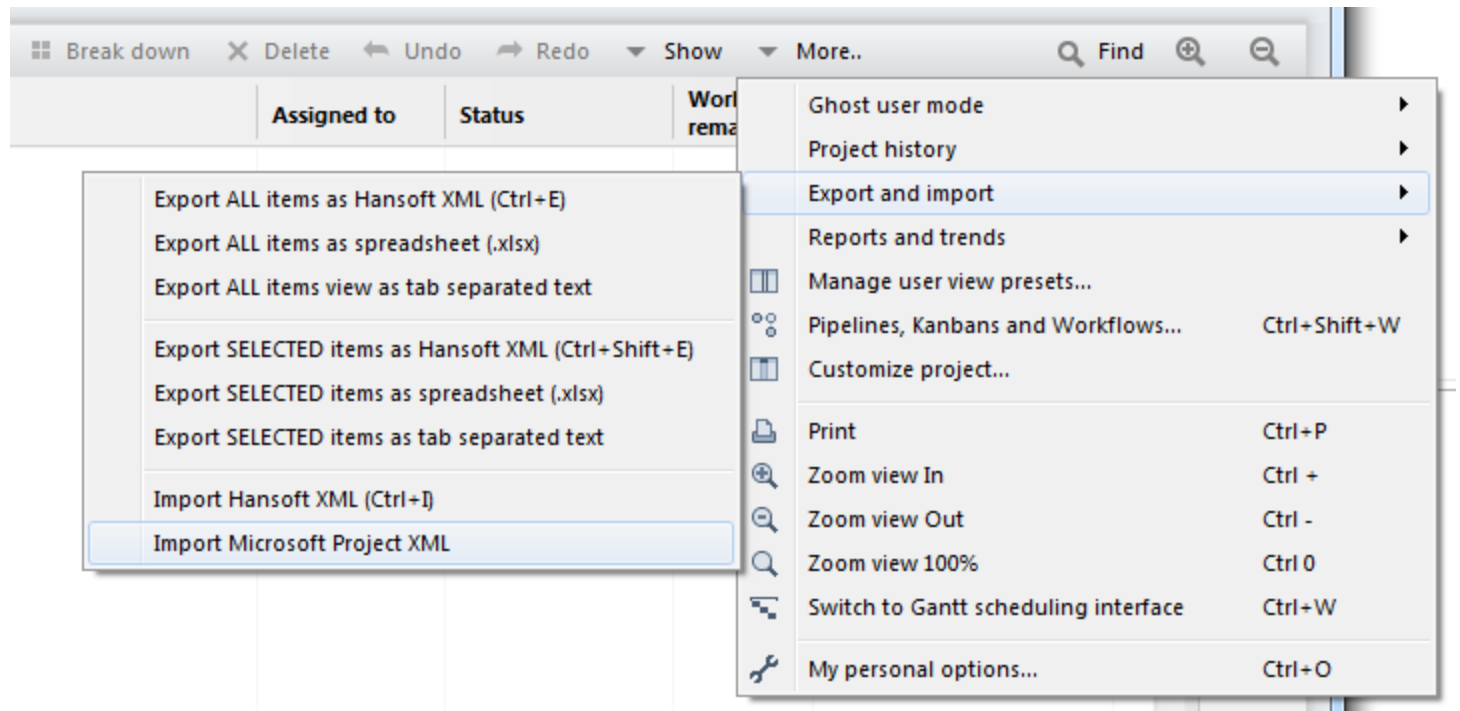 Break down Delete Undo Redo Show More.. Find
Assigned to Status
Ghost user mode
Project history
Export and import
Reports and trends
Manage user view presets...
Pipelines, Kanbans and Workflows... Ctrl+Shift+W
Customize project...
Print Ctrl+P
Zoom view In Ctrl +
Zoom view Out Ctrl -
Zoom view 100% Ctrl 0
Switch to Gantt scheduling interface Ctrl+W
My personal options... Ctrl+O
Export ALL items as Hansoft XML (Ctrl+E)
Export ALL items as spreadsheet (.xlsx)
Export ALL items view as tab separated text
Export SELECTED items as Hansoft XML (Ctrl+Shift+E)
Export SELECTED items as spreadsheet (.xlsx)
Export SELECTED items as tab separated text
Import Hansoft XML (Ctrl+I)
Import Microsoft Project XML